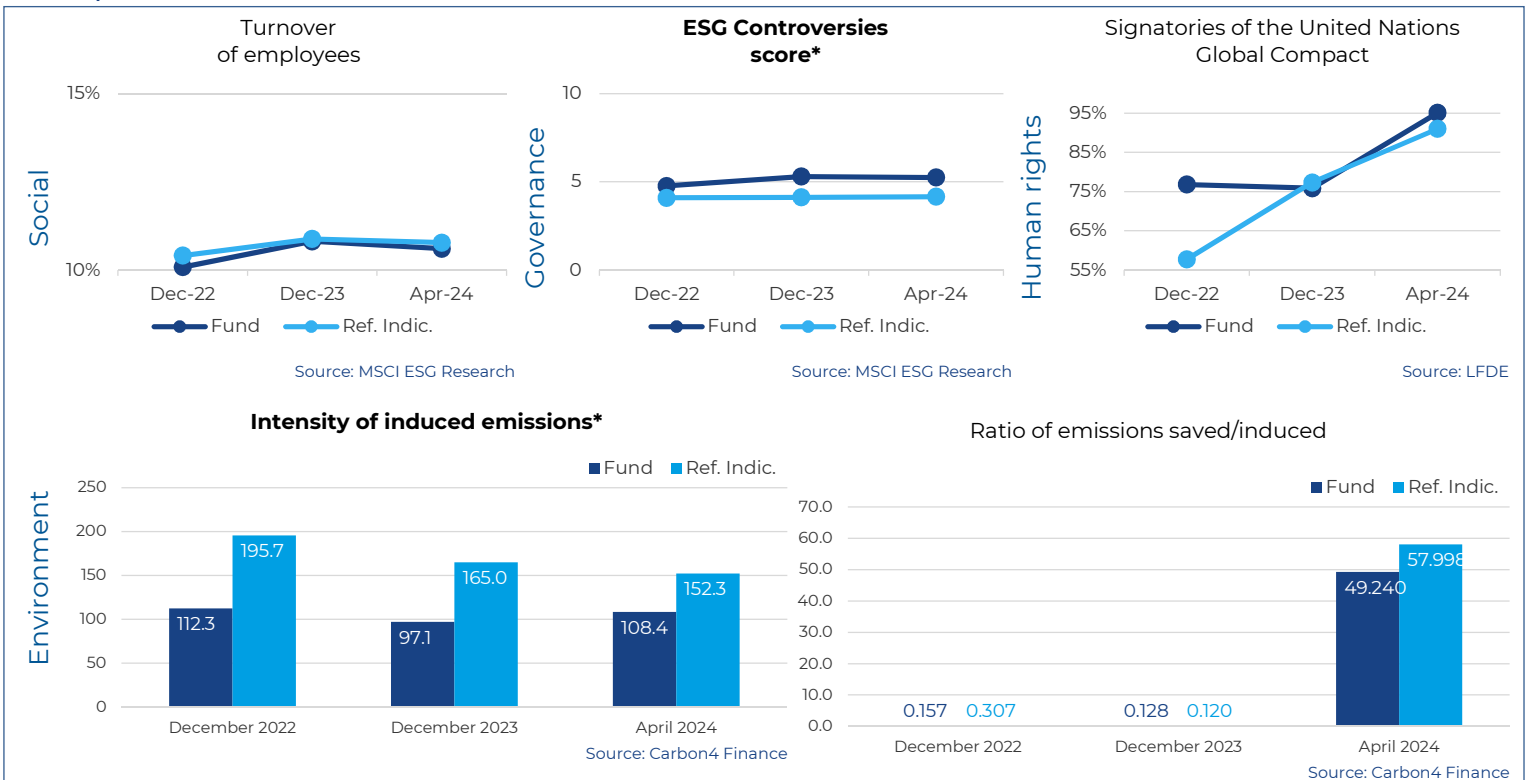 Turnover
of employees
Social
15%
10%
Dec-22 Dec-23 Apr-24
Fund Ref. Indic.
Source: MSCI ESG Research
ESG Controversies
score*
Governance
10
5
0
Dec-22 Dec-23 Apr-24
Fund Ref. Indic.
Source: MSCI ESG Research
Signatories of the United Nations
Global Compact
Human rights
95%
85%
75%
65%
55%
Dec-22 Dec-23 Apr-24
Fund Ref. Indic.
Source: LFDE
Intensity of induced emissions*
Fund Ref. Indic.
Environment
250
200
150
100
50
0
112.3 195.7
97.1 165.0
108.4 152.3
December 2022 December 2023 April 2024
Source: Carbon4 Finance
Ratio of emissions saved/induced
Fund Ref. Indic.
70.0
60.0
50.0
40.0
30.0
20.0
10.0
0.0
0.157 0.307
0.128 0.120
49.240 57.998
December 2022 December 2023 April 2024
Source: Carbon4 Finance